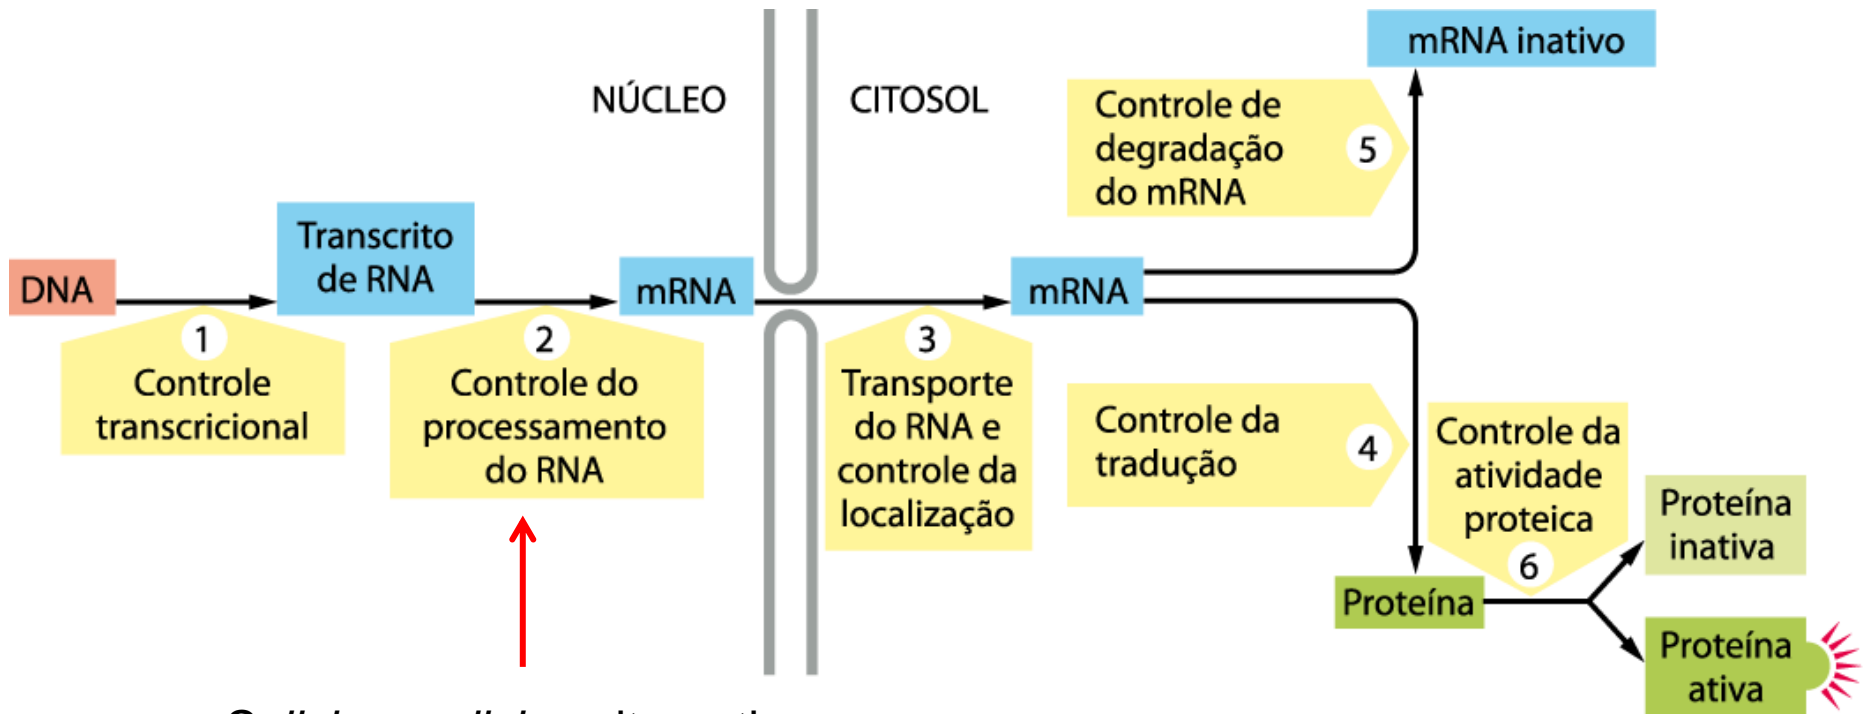 mRNA inativo
NÚCLEO
CITOSOL
Controle de
degradação
do mRNA
5
Transcrito
de RNA
DNA
mRNA
mRNA
1
Controle
transcricional
2
Controle do
processamento
do RNA
3
Transporte
do RNA e
controle da
localização
Controle da
tradução
4
Controle da
atividade
proteica
6
Proteína
inativa
Proteína
Proteína
ativa